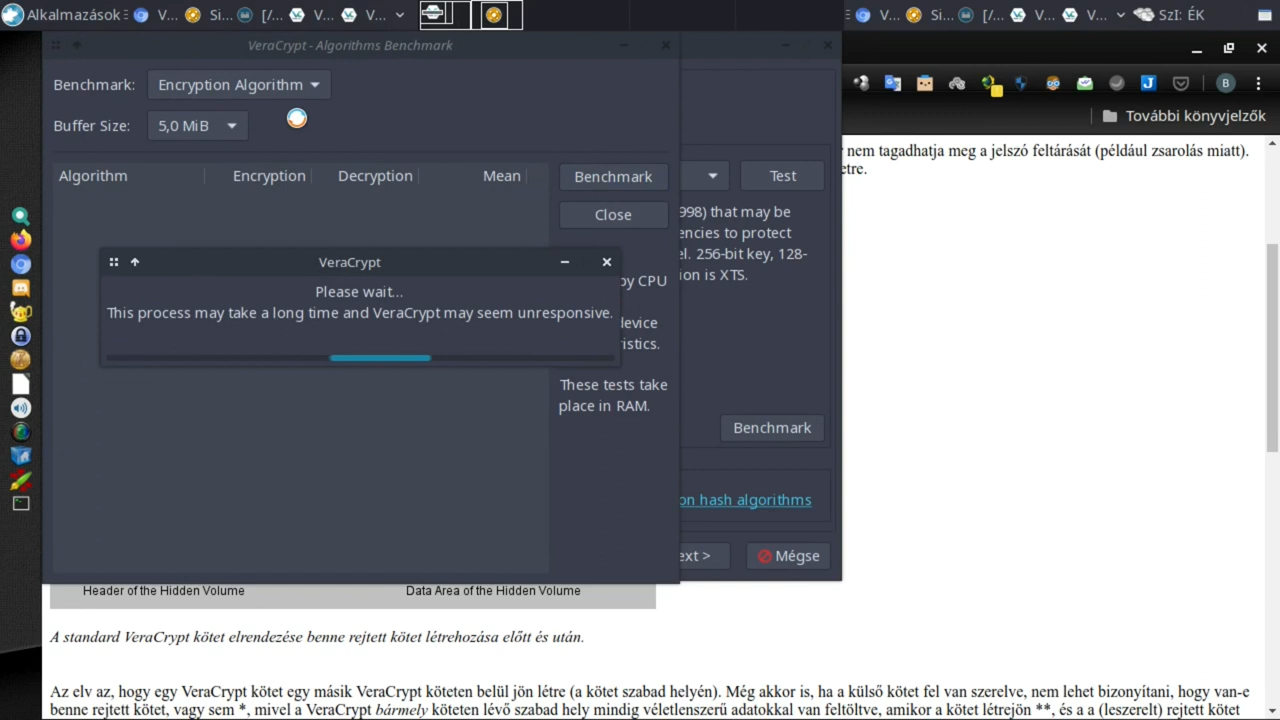 Alkalmazások V... Si... [/... V... V... V... Si... [/... V... V... SzI: ÉK
VeraCrypt - Algorithms Benchmark
Benchmark: Encryption Algorithm
Buffer Size: 5,0 MiB
B
További könyvjelzők
nem tagadhatja meg a jelszó feltárását (például zsarolás miatt).
etre.
Algorithm Encryption Decryption Mean
Benchmark
Test
Close
998) that may be
encies to protect
el. 256-bit key, 128-
ion is XTS.
VeraCrypt
Please wait...
This process may take a long time and VeraCrypt may seem unresponsive.
by CPU
device
ristics.
These tests take
place in RAM.
Benchmark
on hash algorithms
ext > Mégse
Header of the Hidden Volume Data Area of the Hidden Volume
A standard VeraCrypt kötet elrendezése benne rejtett kötet létrehozása előtt és után.
Az elv az, hogy egy VeraCrypt kötet egy másik VeraCrypt köteten belül jön létre (a kötet szabad helyén). Még akkor is, ha a külső kötet fel van szerelve, nem lehet bizonyítani, hogy van-e
benne rejtett kötet, vagy sem *, mivel a VeraCrypt bármely köteten lévő szabad hely mindig véletlenszerű adatokkal van feltöltve, amikor a kötet létrejön **, és a a (leszerelt) rejtett kötet